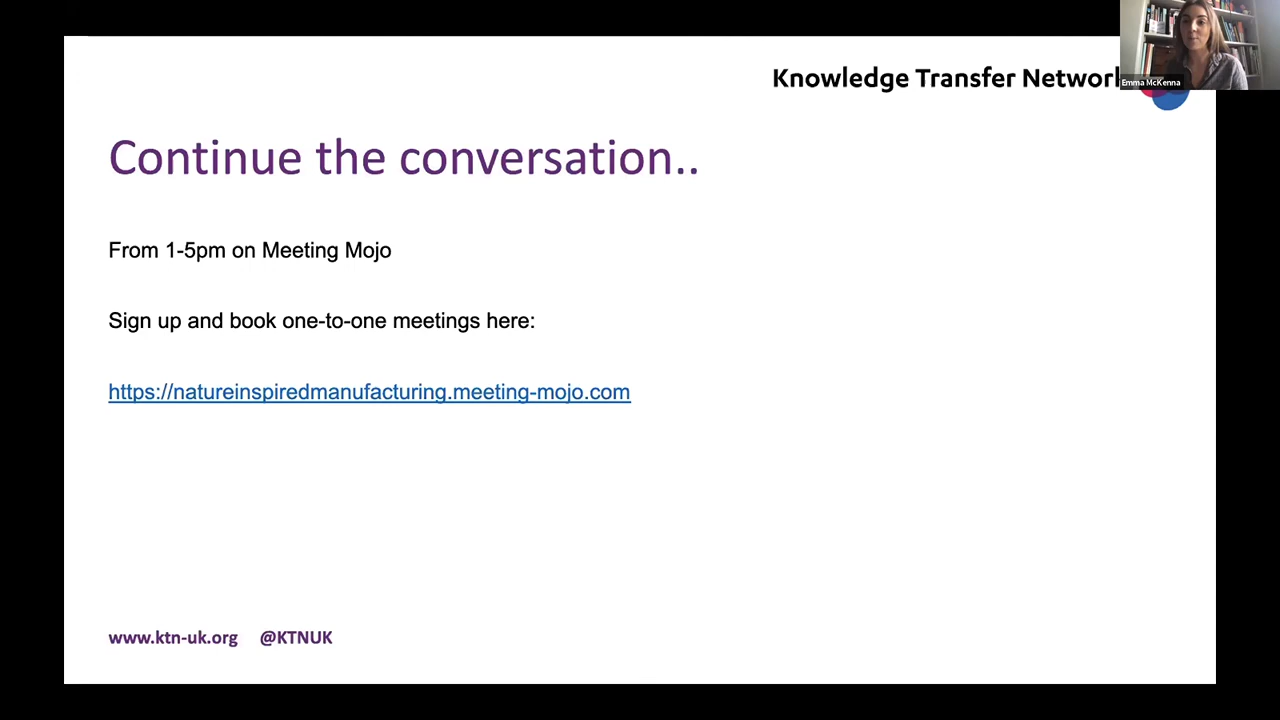 Knowledge Transfer Network
Emma McKenna
Continue the conversation..
From 1-5pm on Meeting Mojo
Sign up and book one-to-one meetings here:
https://natureinspiredmanufacturing.meeting-mojo.com
www.ktn-uk.org @KTNUK